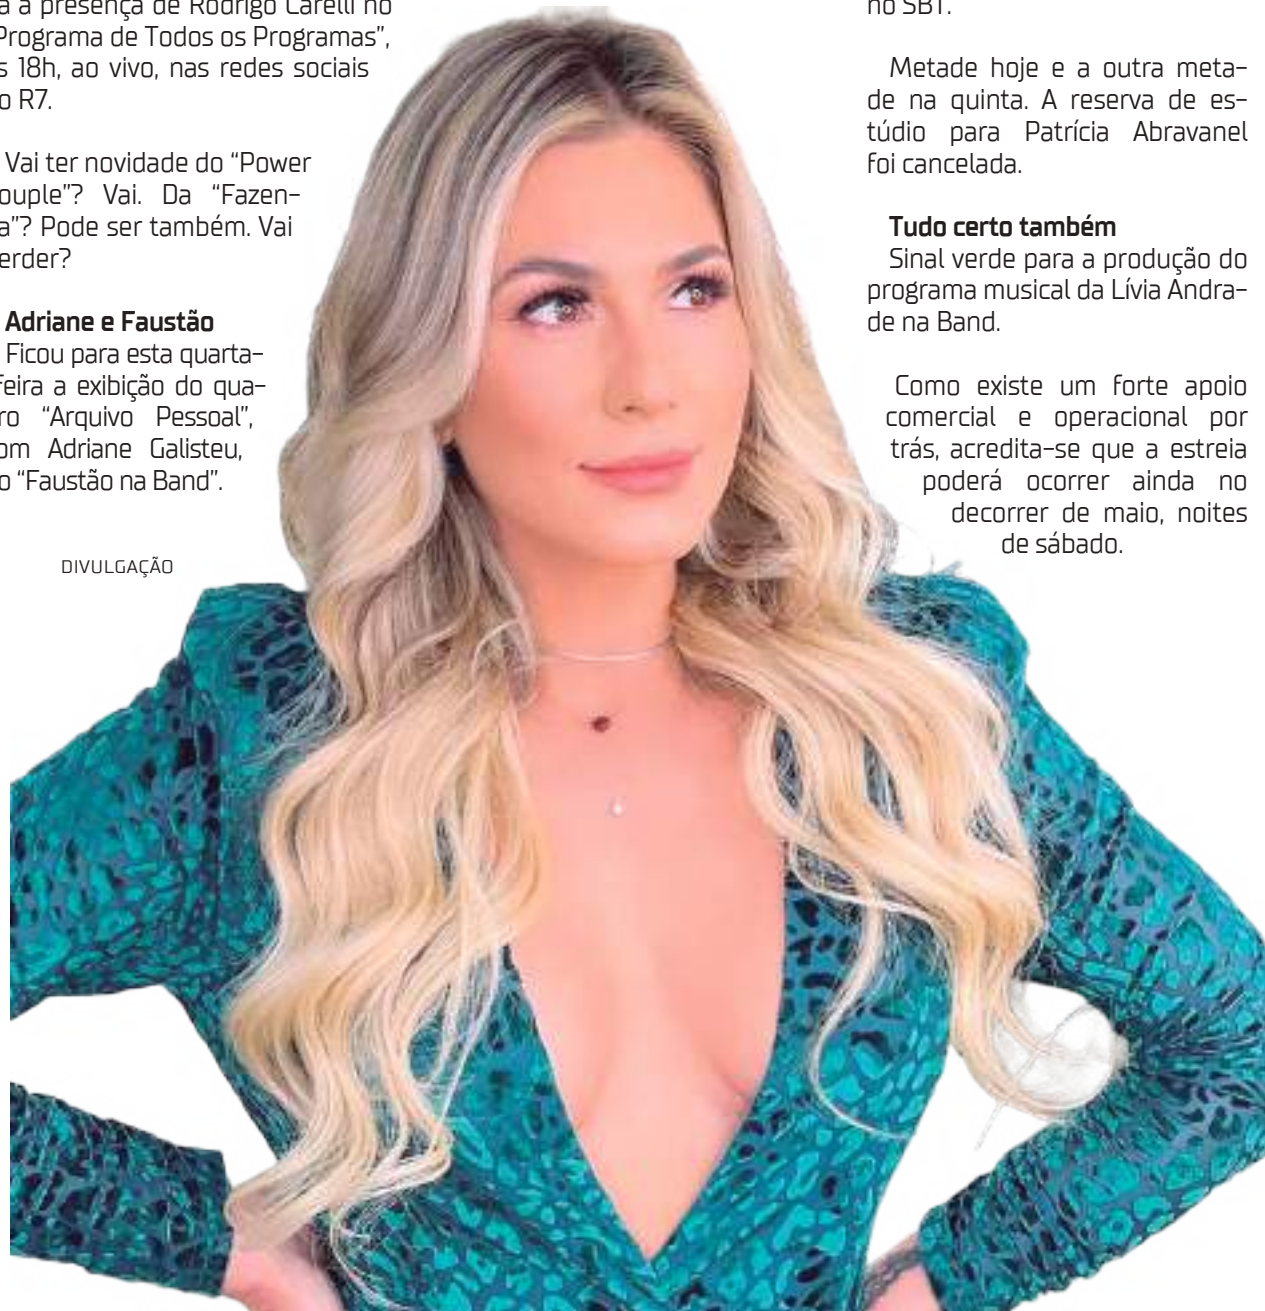 a a presença de Rodrigo Carelli no
Programa de Todos os Programas”,
s 18h, ao vivo, nas redes sociais
o R7.
Vai ter novidade do “Power
ouple”? Vai. Da “Fazen-
a”? Pode ser também. Vai
erder?
Adriane e Faustão
Ficou para esta quarta-
feira a exibição do qua-
ro “Arquivo Pessoal”,
om Adriane Galisteu,
o “Faustão na Band”.
DIVULGAÇÃO
no SBT.
Metade hoje e a outra meta-
de na quinta. A reserva de es-
túdio para Patrícia Abravanel
foi cancelada.
Tudo certo também
Sinal verde para a produção do
programa musical da Lívia Andra-
de na Band.
Como existe um forte apoio
comercial e operacional por
trás, acredita-se que a estreia
poderá ocorrer ainda no
decorrer de maio, noites
de sábado.